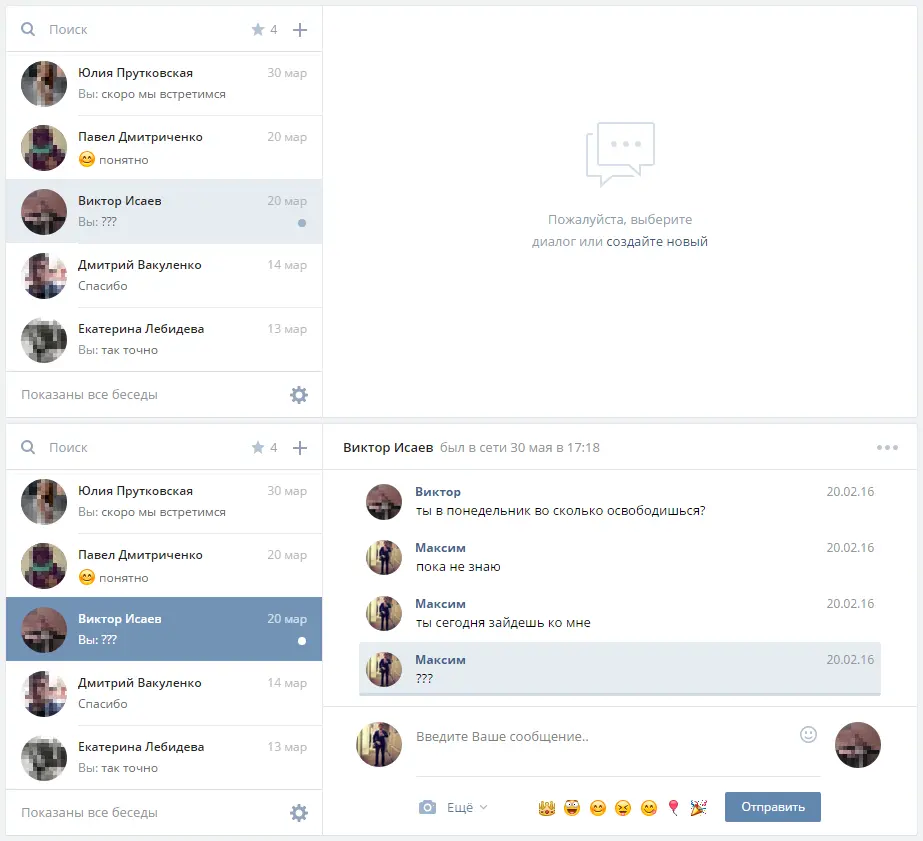 Поиск
4
Юлия Прутковская 30 мар
Вы: скоро мы встретимся
Павел Дмитриченко 20 мар
понятно
Виктор Исаев 20 мар
Вы: ???
Дмитрий Вакуленко 14 мар
Спасибо
Екатерина Лебидева 13 мар
Вы: так точно
Показаны все беседы
Пожалуйста, выберите
диалог или создайте новый
Поиск
4
Юлия Прутковская 30 мар
Вы: скоро мы встретимся
Павел Дмитриченко 20 мар
понятно
Виктор Исаев 20 мар
Вы: ???
Дмитрий Вакуленко 14 мар
Спасибо
Екатерина Лебидева 13 мар
Вы: так точно
Показаны все беседы
Виктор Исаев был в сети 30 мая в 17:18
Виктор 20.02.16
ты в понедельник во сколько освободишься?
Максим 20.02.16
пока не знаю
Максим 20.02.16
ты сегодня зайдешь ко мне
Максим 20.02.16
???
Введите Ваше сообщение..
Ещё
Отправить